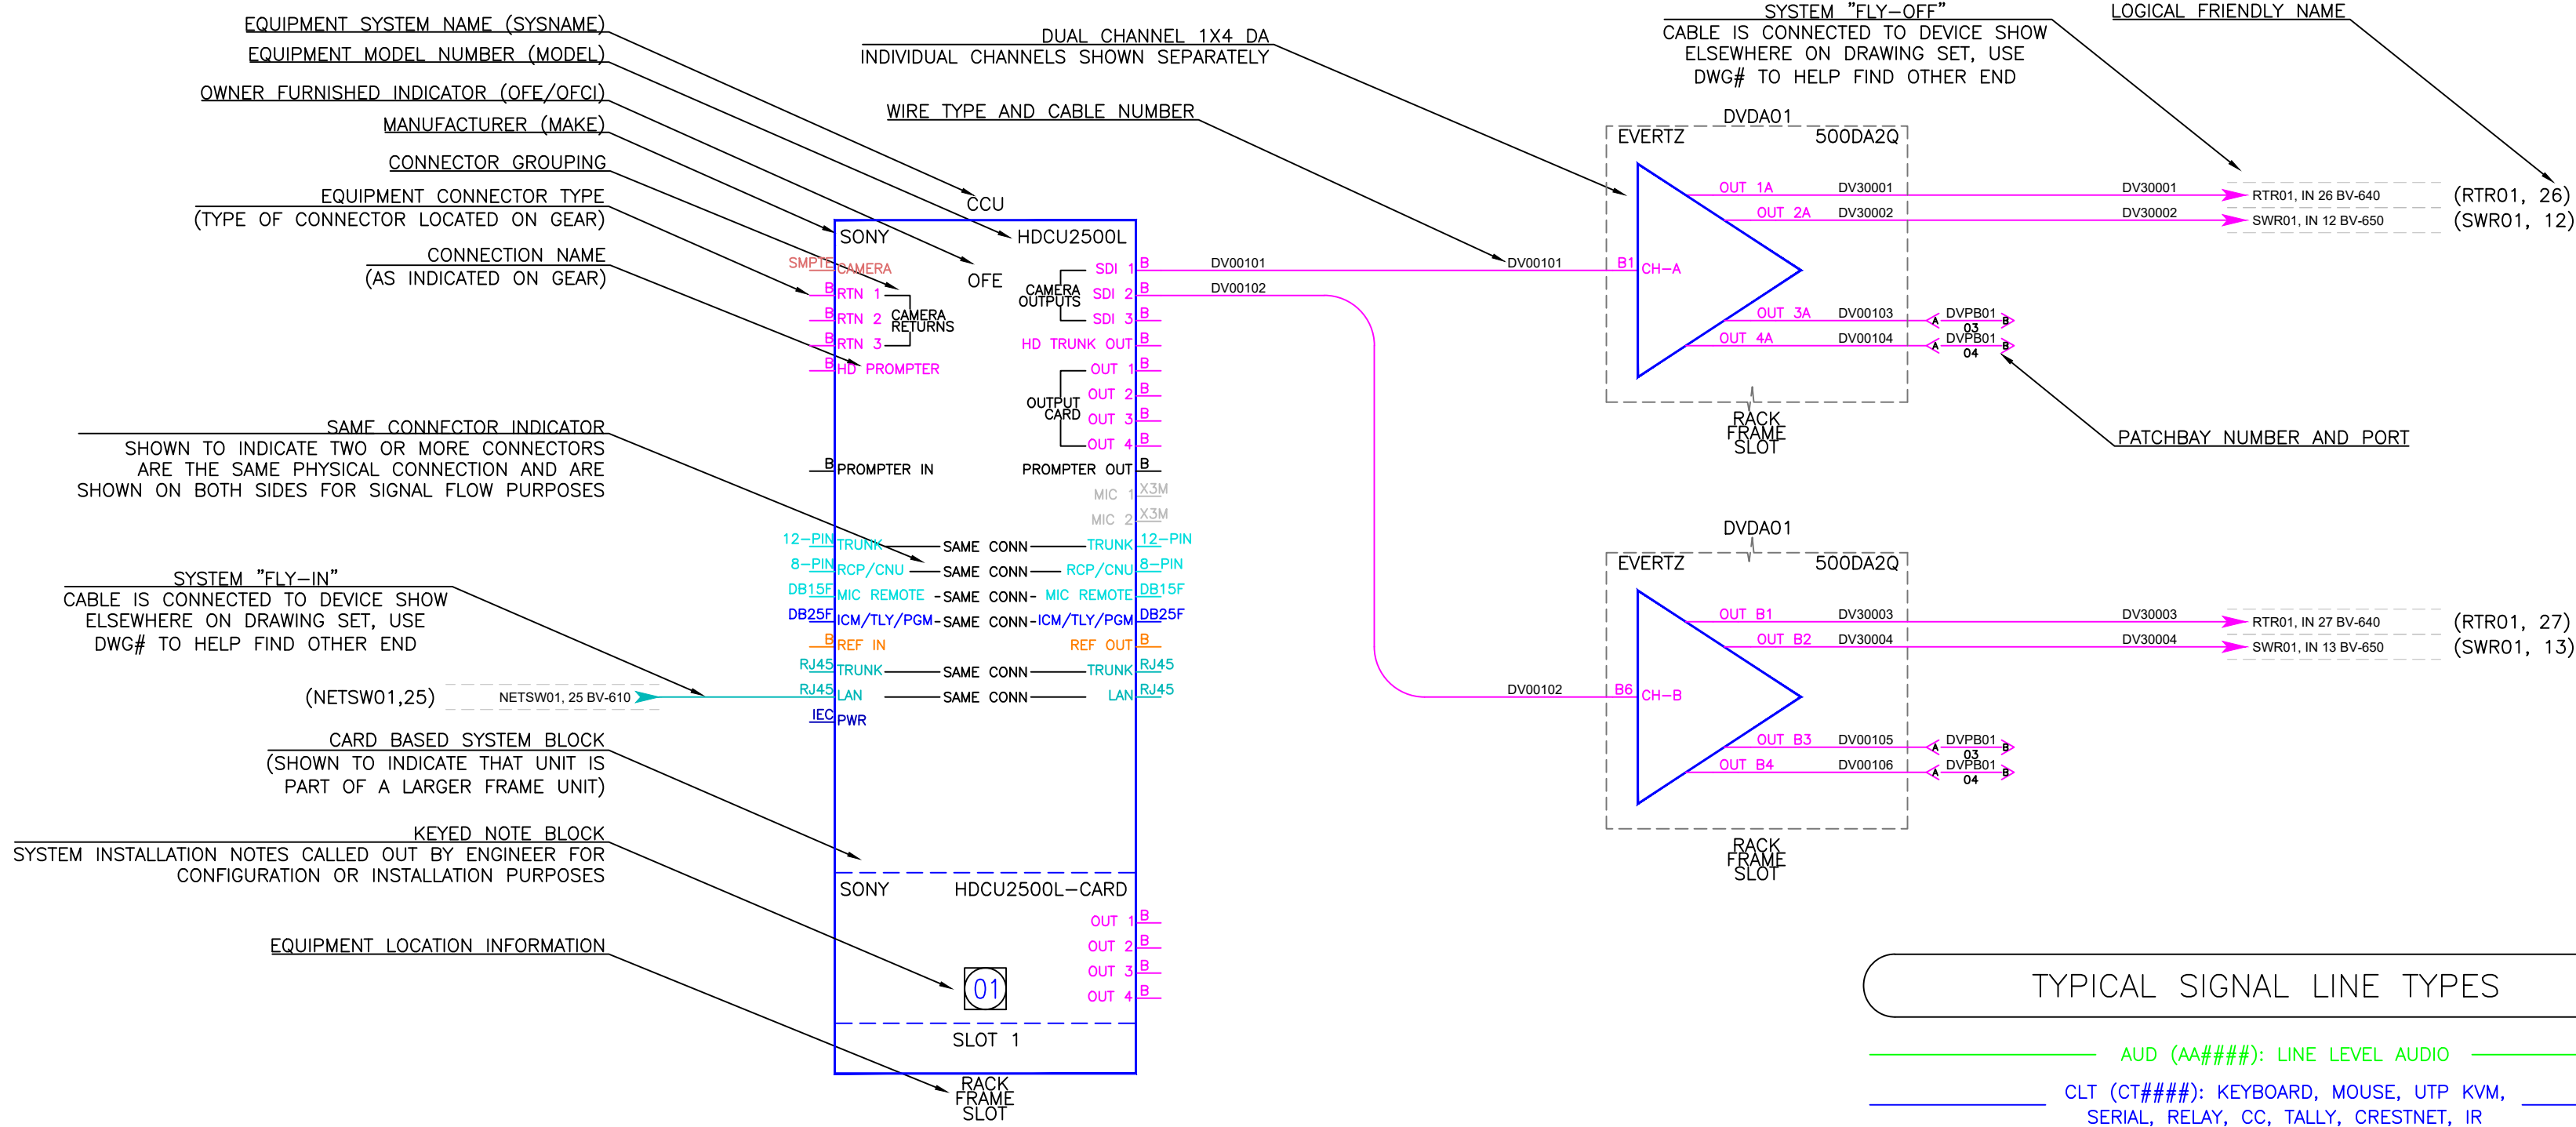 EQUIPMENT SYSTEM NAME (SYSNAME)
EQUIPMENT MODEL NUMBER (MODEL)
OWNER FURNISHED INDICATOR (OFE/OFCI)
MANUFACTURER (MAKE)
CONNECTOR GROUPING
EQUIPMENT CONNECTOR TYPE
(TYPE OF CONNECTOR LOCATED ON GEAR)
CONNECTION NAME
(AS INDICATED ON GEAR)
SAME CONNECTOR INDICATOR
SHOWN TO INDICATE TWO OR MORE CONNECTORS
ARE THE SAME PHYSICAL CONNECTION AND ARE
SHOWN ON BOTH SIDES FOR SIGNAL FLOW PURPOSES
SYSTEM "FLY-IN"
CABLE IS CONNECTED TO DEVICE SHOW
ELSEWHERE ON DRAWING SET, USE
DWG# TO HELP FIND OTHER END
(NETSW01,25) NETSW01, 25 BV-610
CARD BASED SYSTEM BLOCK
(SHOWN TO INDICATE THAT UNIT IS
PART OF A LARGER FRAME UNIT)
KEYED NOTE BLOCK
SYSTEM INSTALLATION NOTES CALLED OUT BY ENGINEER FOR
CONFIGURATION OR INSTALLATION PURPOSES
EQUIPMENT LOCATION INFORMATION
CCU
SONY HDCU2500L
OFE
SMPTE CAMERA
B RTN 1
B RTN 2
B RTN 3
CAMERA
RETURNS
B HD PROMPTER
CAMERA
OUTPUTS
SDI 1 B
SDI 2 B
SDI 3 B
HD TRUNK OUT B
OUTPUT
CARD
OUT 1 B
OUT 2 B
OUT 3 B
OUT 4 B
B PROMPTER IN PROMPTER OUT B
MIC 1 X3M
MIC 2 X3M
12-PIN TRUNK SAME CONN TRUNK 12-PIN
8-PIN RCP/CNU SAME CONN RCP/CNU 8-PIN
DB15F MIC REMOTE SAME CONN MIC REMOTE DB15F
DB25F ICM/TLY/PGM SAME CONN ICM/TLY/PGM DB25F
B REF IN REF OUT B
RJ45 TRUNK SAME CONN TRUNK RJ45
RJ45 LAN SAME CONN LAN RJ45
IEC PWR
SONY HDCU2500L-CARD
OUT 1 B
OUT 2 B
OUT 3 B
OUT 4 B
01
SLOT 1
RACK
FRAME
SLOT
DUAL CHANNEL 1X4 DA
INDIVIDUAL CHANNELS SHOWN SEPARATELY
WIRE TYPE AND CABLE NUMBER
DV00101 DV00101
DV00102 DV00102
SYSTEM "FLY-OFF"
CABLE IS CONNECTED TO DEVICE SHOW
ELSEWHERE ON DRAWING SET, USE
DWG# TO HELP FIND OTHER END
LOGICAL FRIENDLY NAME
DVDA01
EVERTZ 500DA2Q
OUT 1A DV30001 DV30001 RTR01, IN 26 BV-640 (RTR01, 26)
OUT 2A DV30002 DV30002 SWR01, IN 12 BV-650 (SWR01, 12)
B1 CH-A
OUT 3A DV00103 A DVPB01 B
03
OUT 4A DV00104 A DVPB01 B
04
RACK
FRAME
SLOT
PATCHBAY NUMBER AND PORT
DVDA01
EVERTZ 500DA2Q
OUT B1 DV30003 DV30003 RTR01, IN 27 BV-640 (RTR01, 27)
OUT B2 DV30004 DV30004 SWR01, IN 13 BV-650 (SWR01, 13)
B6 CH-B
OUT B3 DV00105 A DVPB01 B
03
OUT B4 DV00106 A DVPB01 B
04
RACK
FRAME
SLOT
TYPICAL SIGNAL LINE TYPES
AUD (AA####): LINE LEVEL AUDIO
CLT (CT####): KEYBOARD, MOUSE, UTP KVM,
SERIAL, RELAY, CC, TALLY, CRESTNET, IR